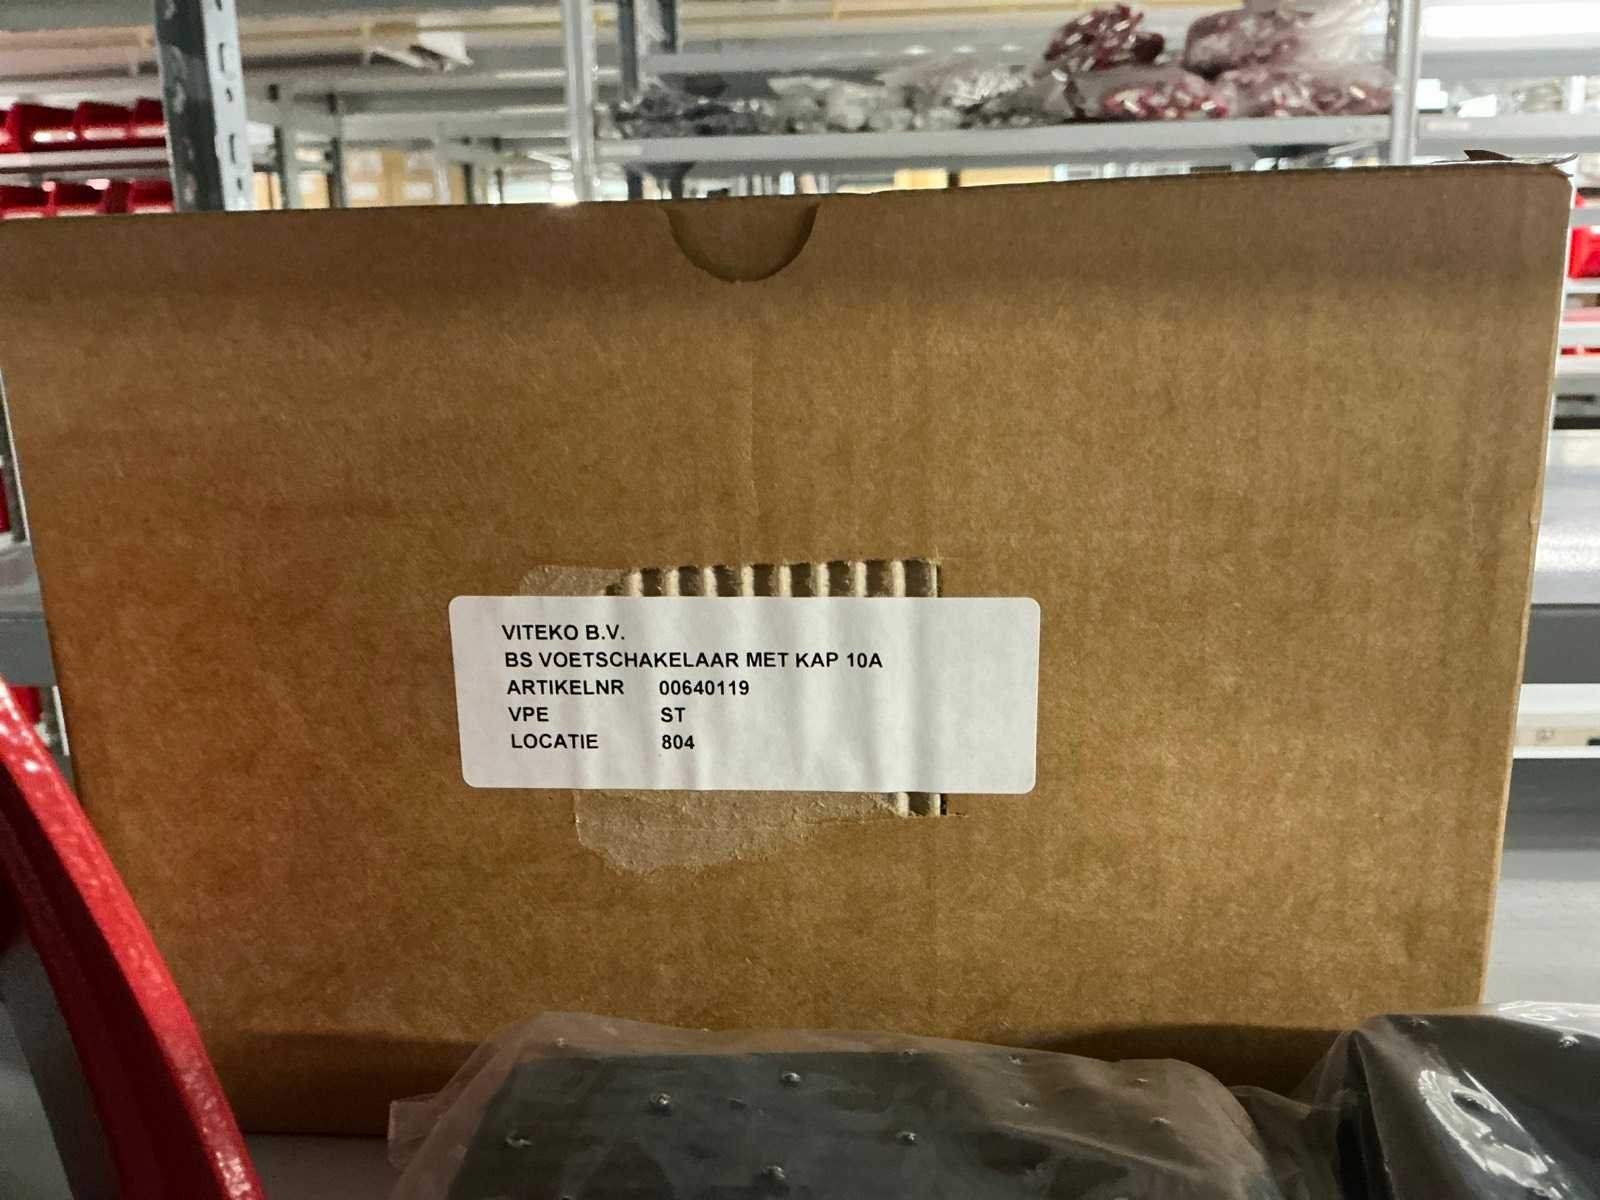 VITEKO B.V.
BS VOETSCHAKELAAR MET KAP 10A
ARTIKELNR 00640119
VPE ST
LOCATIE 804